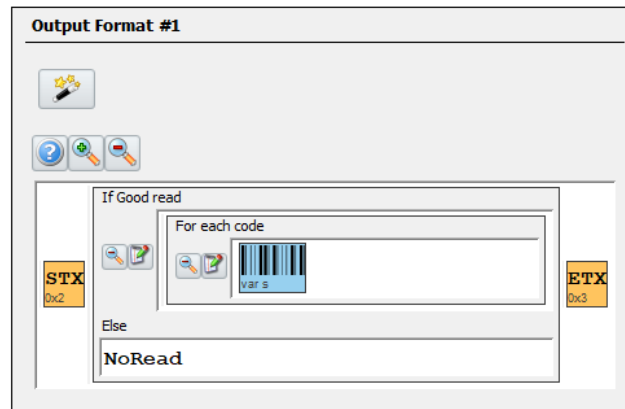 Output Format #1
?
If Good read
For each code
var s
STX
0x2
ETX
0x3
Else
NoRead